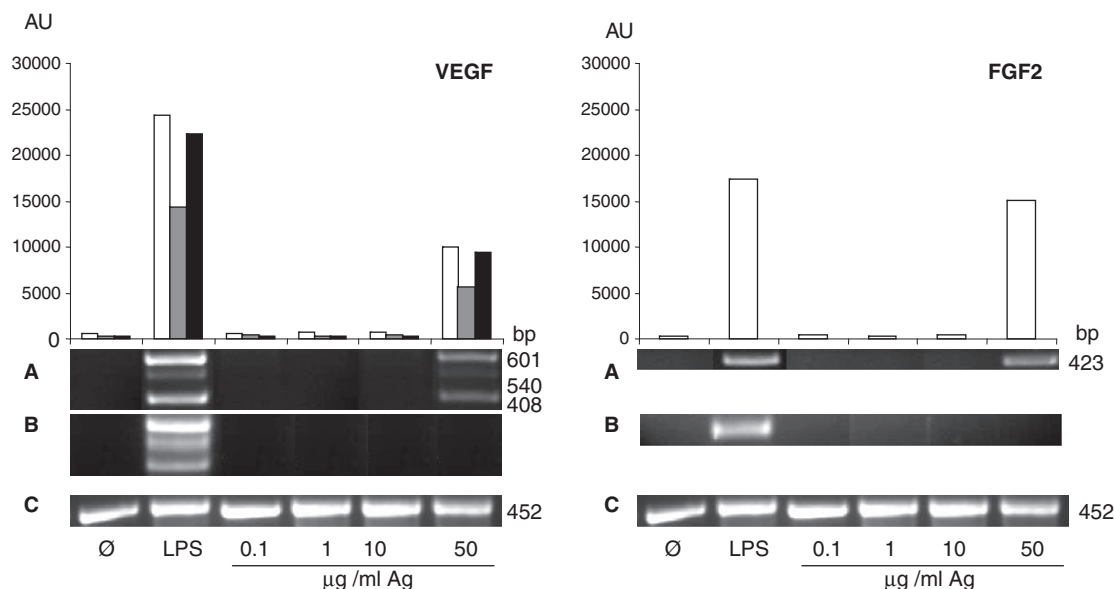 AU
30000
25000
20000
15000
10000
5000
0
VEGF
bp
A
601
540
408
B
C
452
Ø LPS 0.1 1 10 50
µg /ml Ag
AU
30000
25000
20000
15000
10000
5000
0
FGF2
bp
A
423
B
C
452
Ø LPS 0.1 1 10 50
µg /ml Ag